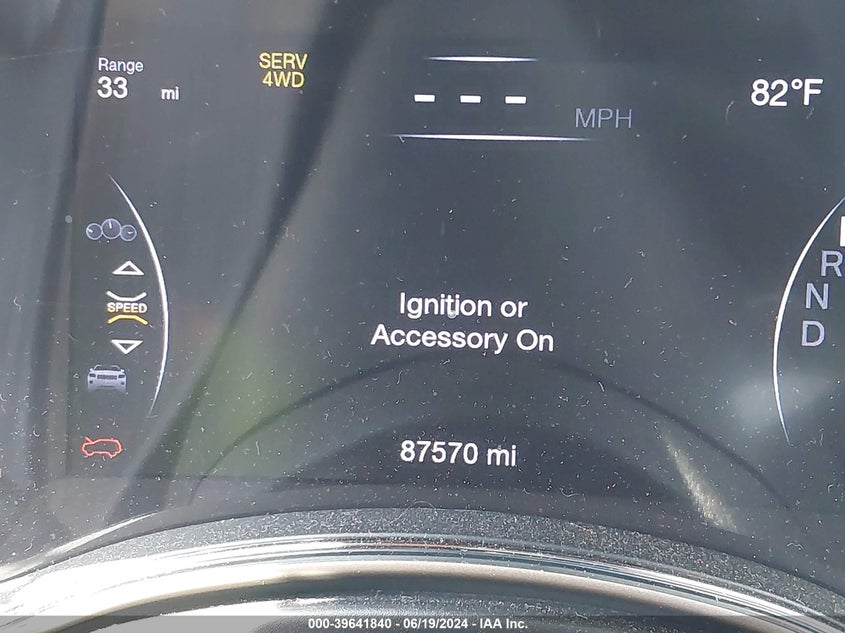 Range
33 mi
SERV
4WD
- - -
MPH
82°F
SPEED
R
N
D
Ignition or
Accessory On
87570 mi
000-39641840 - 06/19/2024 - IAA Inc.